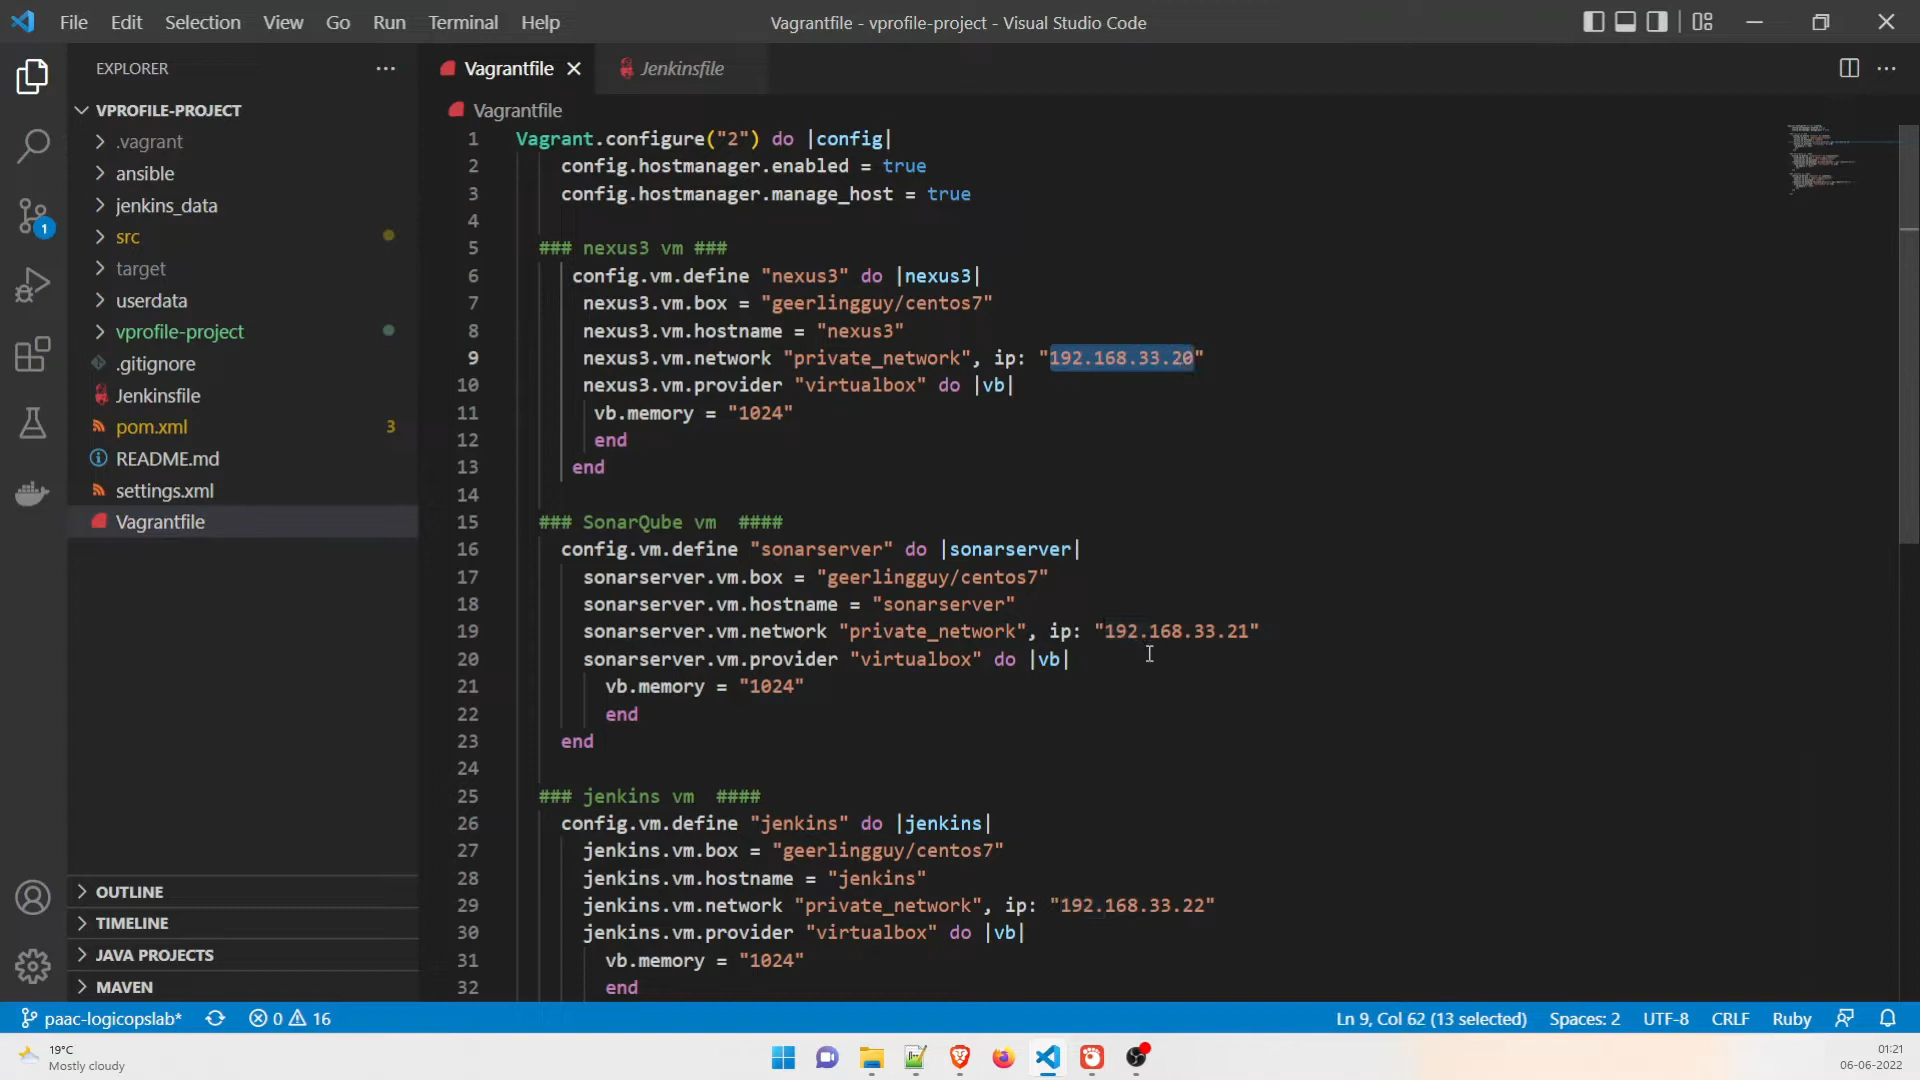 File Edit Selection View Go Run Terminal Help
Vagrantfile - vprofile-project - Visual Studio Code
EXPLORER
VPROFILE-PROJECT
.vagrant
ansible
jenkins_data
src
target
userdata
vprofile-project
.gitignore
Jenkinsfile
pom.xml 3
README.md
settings.xml
Vagrantfile
OUTLINE
TIMELINE
JAVA PROJECTS
MAVEN
1
Vagrantfile Jenkinsfile
Vagrantfile
1 Vagrant.configure("2") do |config|
2 config.hostmanager.enabled = true
3 config.hostmanager.manage_host = true
4
5 ### nexus3 vm ###
6 config.vm.define "nexus3" do |nexus3|
7 nexus3.vm.box = "geerlingguy/centos7"
8 nexus3.vm.hostname = "nexus3"
9 nexus3.vm.network "private_network", ip: "192.168.33.20"
10 nexus3.vm.provider "virtualbox" do |vb|
11 vb.memory = "1024"
12 end
13 end
14
15 ### SonarQube vm  ####
16 config.vm.define "sonarserver" do |sonarserver|
17 sonarserver.vm.box = "geerlingguy/centos7"
18 sonarserver.vm.hostname = "sonarserver"
19 sonarserver.vm.network "private_network", ip: "192.168.33.21"
20 sonarserver.vm.provider "virtualbox" do |vb|
21 vb.memory = "1024"
22 end
23 end
24
25 ### jenkins vm  ####
26 config.vm.define "jenkins" do |jenkins|
27 jenkins.vm.box = "geerlingguy/centos7"
28 jenkins.vm.hostname = "jenkins"
29 jenkins.vm.network "private_network", ip: "192.168.33.22"
30 jenkins.vm.provider "virtualbox" do |vb|
31 vb.memory = "1024"
32 end
paac-logicopslab* 0 16
Ln 9, Col 62 (13 selected) Spaces: 2 UTF-8 CRLF Ruby
19°C
Mostly cloudy
01:21
06-06-2022